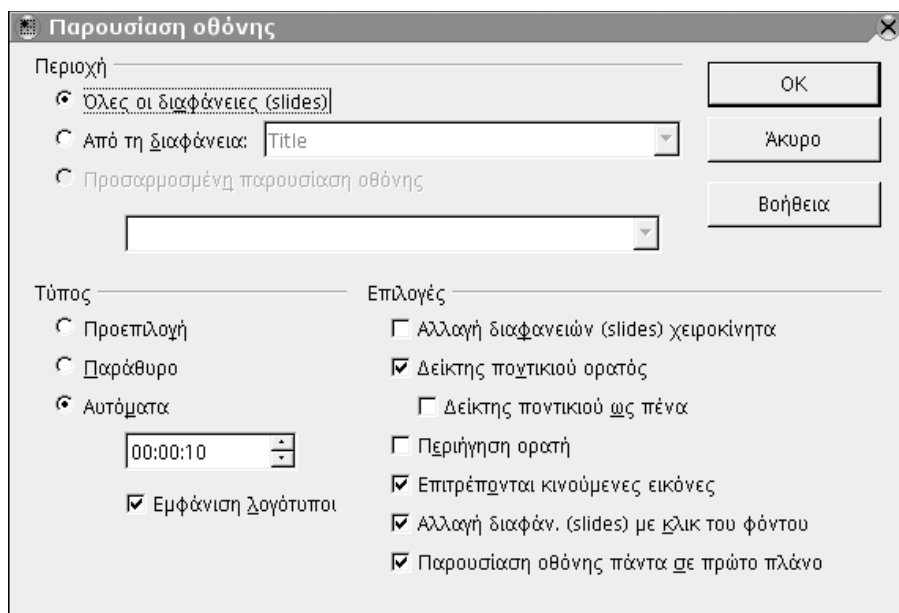 Παρουσίαση οθόνης
Περιοχή
Όλες οι διαφάνειες (slides)
Από τη διαφάνεια: Title
Προσαρμοσμένη παρουσίαση οθόνης
OK
Άκυρο
Βοήθεια
Τύπος
Προεπιλογή
Παράθυρο
Αυτόματα
00:00:10
Εμφάνιση λογότυποι
Επιλογές
Αλλαγή διαφανειών (slides) χειροκίνητα
Δείκτης ποντικιού ορατός
Δείκτης ποντικιού ως πένα
Περιήγηση ορατή
Επιτρέπονται κινούμενες εικόνες
Αλλαγή διαφάν. (slides) με κλικ του φόντου
Παρουσίαση οθόνης πάντα σε πρώτο πλάνο